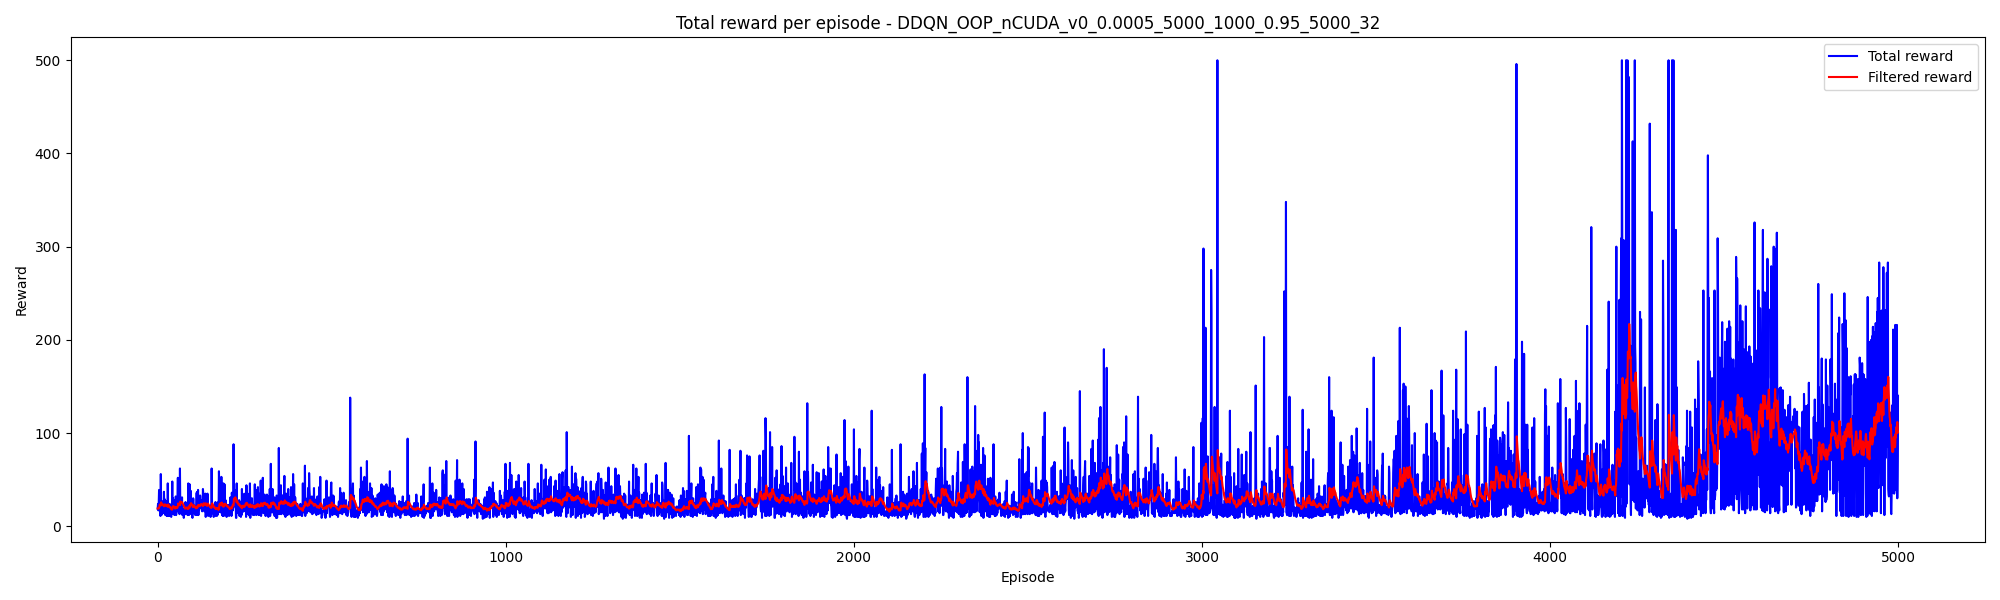 Total reward per episode - DDQN_OOP_nCUDA_v0_0.0005_5000_1000_0.95_5000_32
Total reward
Filtered reward
Reward
500
400
300
200
100
0
0
1000
2000
3000
4000
5000
Episode